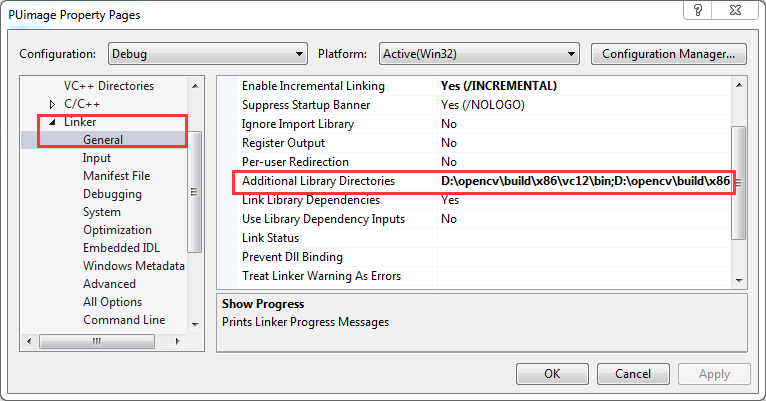 PUimage Property Pages
?
Configuration: Debug Platform: Active(Win32) Configuration Manager...
VC++ Directories
C/C++
Linker
General
Input
Manifest File
Debugging
System
Optimization
Embedded IDL
Windows Metadata
Advanced
All Options
Command Line
Enable Incremental Linking Yes (/INCREMENTAL)
Suppress Startup Banner Yes (/NOLOGO)
Ignore Import Library No
Register Output No
Per-user Redirection No
Additional Library Directories D:\opencv\build\x86\vc12\bin;D:\opencv\build\x86
Link Library Dependencies Yes
Use Library Dependency Inputs No
Link Status
Prevent Dll Binding
Treat Linker Warning As Errors
Show Progress
Prints Linker Progress Messages
OK Cancel Apply